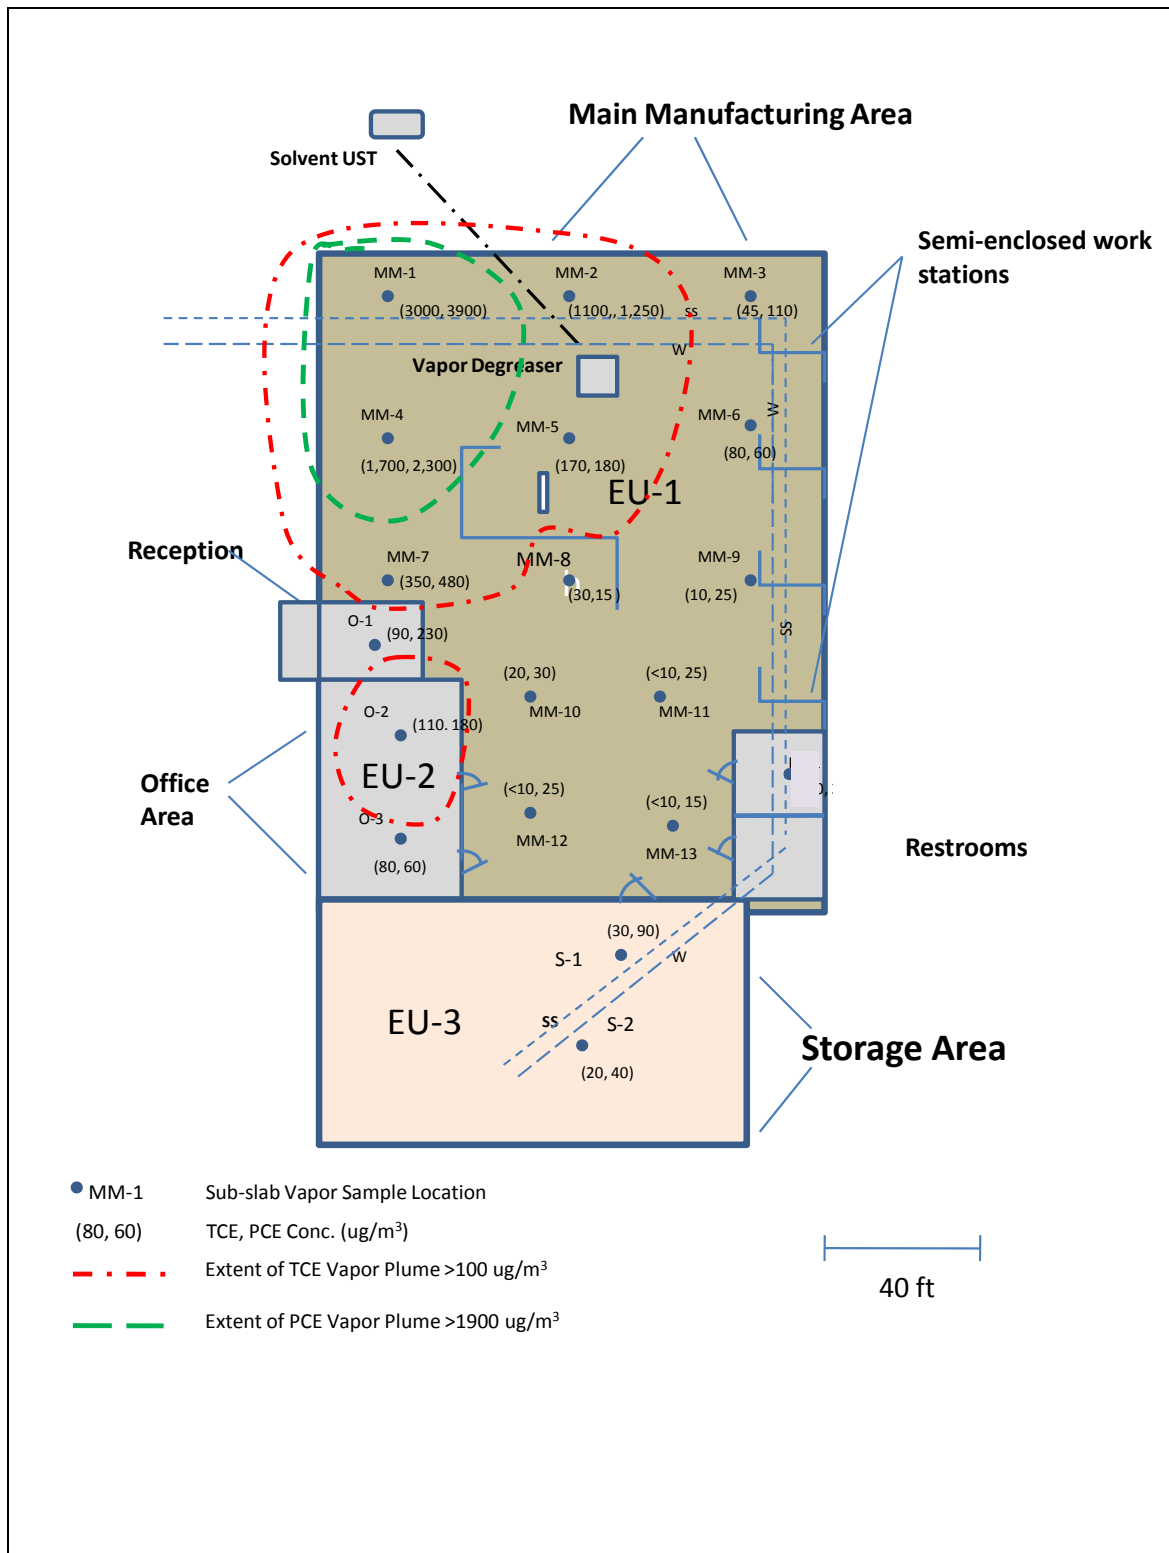 Main Manufacturing Area
Solvent UST
Semi-enclosed work
stations
MM-1
MM-2
MM-3
(3000, 3900)
(1100,, 1,250)
ss
(45, 110)
W
Vapor Degreaser
W
MM-4
MM-5
MM-6
(1,700, 2,300)
(170, 180)
(80, 60)
EU-1
Reception
MM-7
MM-8
MM-9
(350, 480)
(30,15 )
(10, 25)
O-1
(90, 230)
SS
(20, 30)
(<10, 25)
MM-10
MM-11
O-2
(110. 180)
EU-2
Office
Area
(<10, 25)
(<10, 15)
O-3
MM-12
MM-13
(80, 60)
Restrooms
(30, 90)
S-1
W
EU-3
SS
S-2
Storage Area
(20, 40)
MM-1 Sub-slab Vapor Sample Location
(80, 60) TCE, PCE Conc. (ug/m³)
Extent of TCE Vapor Plume >100 ug/m³
Extent of PCE Vapor Plume >1900 ug/m³
40 ft